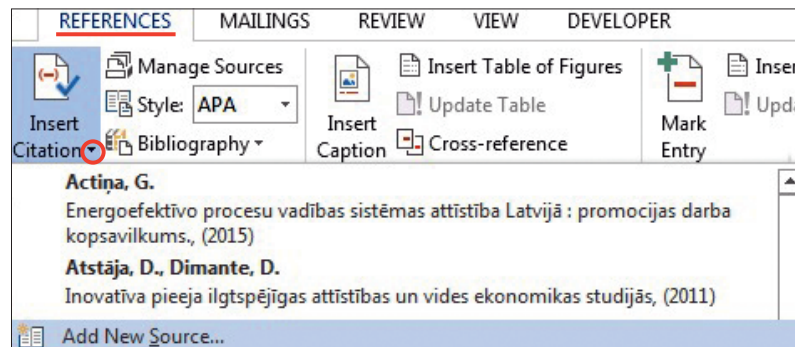 REFERENCES MAILINGS REVIEW VIEW DEVELOPER
Insert Citation
Manage Sources
Style: APA
Bibliography
Insert Caption
Insert Table of Figures
Update Table
Cross-reference
Mark Entry
Actiņa, G.
Energoefektīvo procesu vadības sistēmas attīstība Latvijā : promocijas darba
kopsavilkums., (2015)
Atstāja, D., Dimante, D.
Inovatīva pieeja ilgtspējīgas attīstības un vides ekonomikas studijās, (2011)
Add New Source...